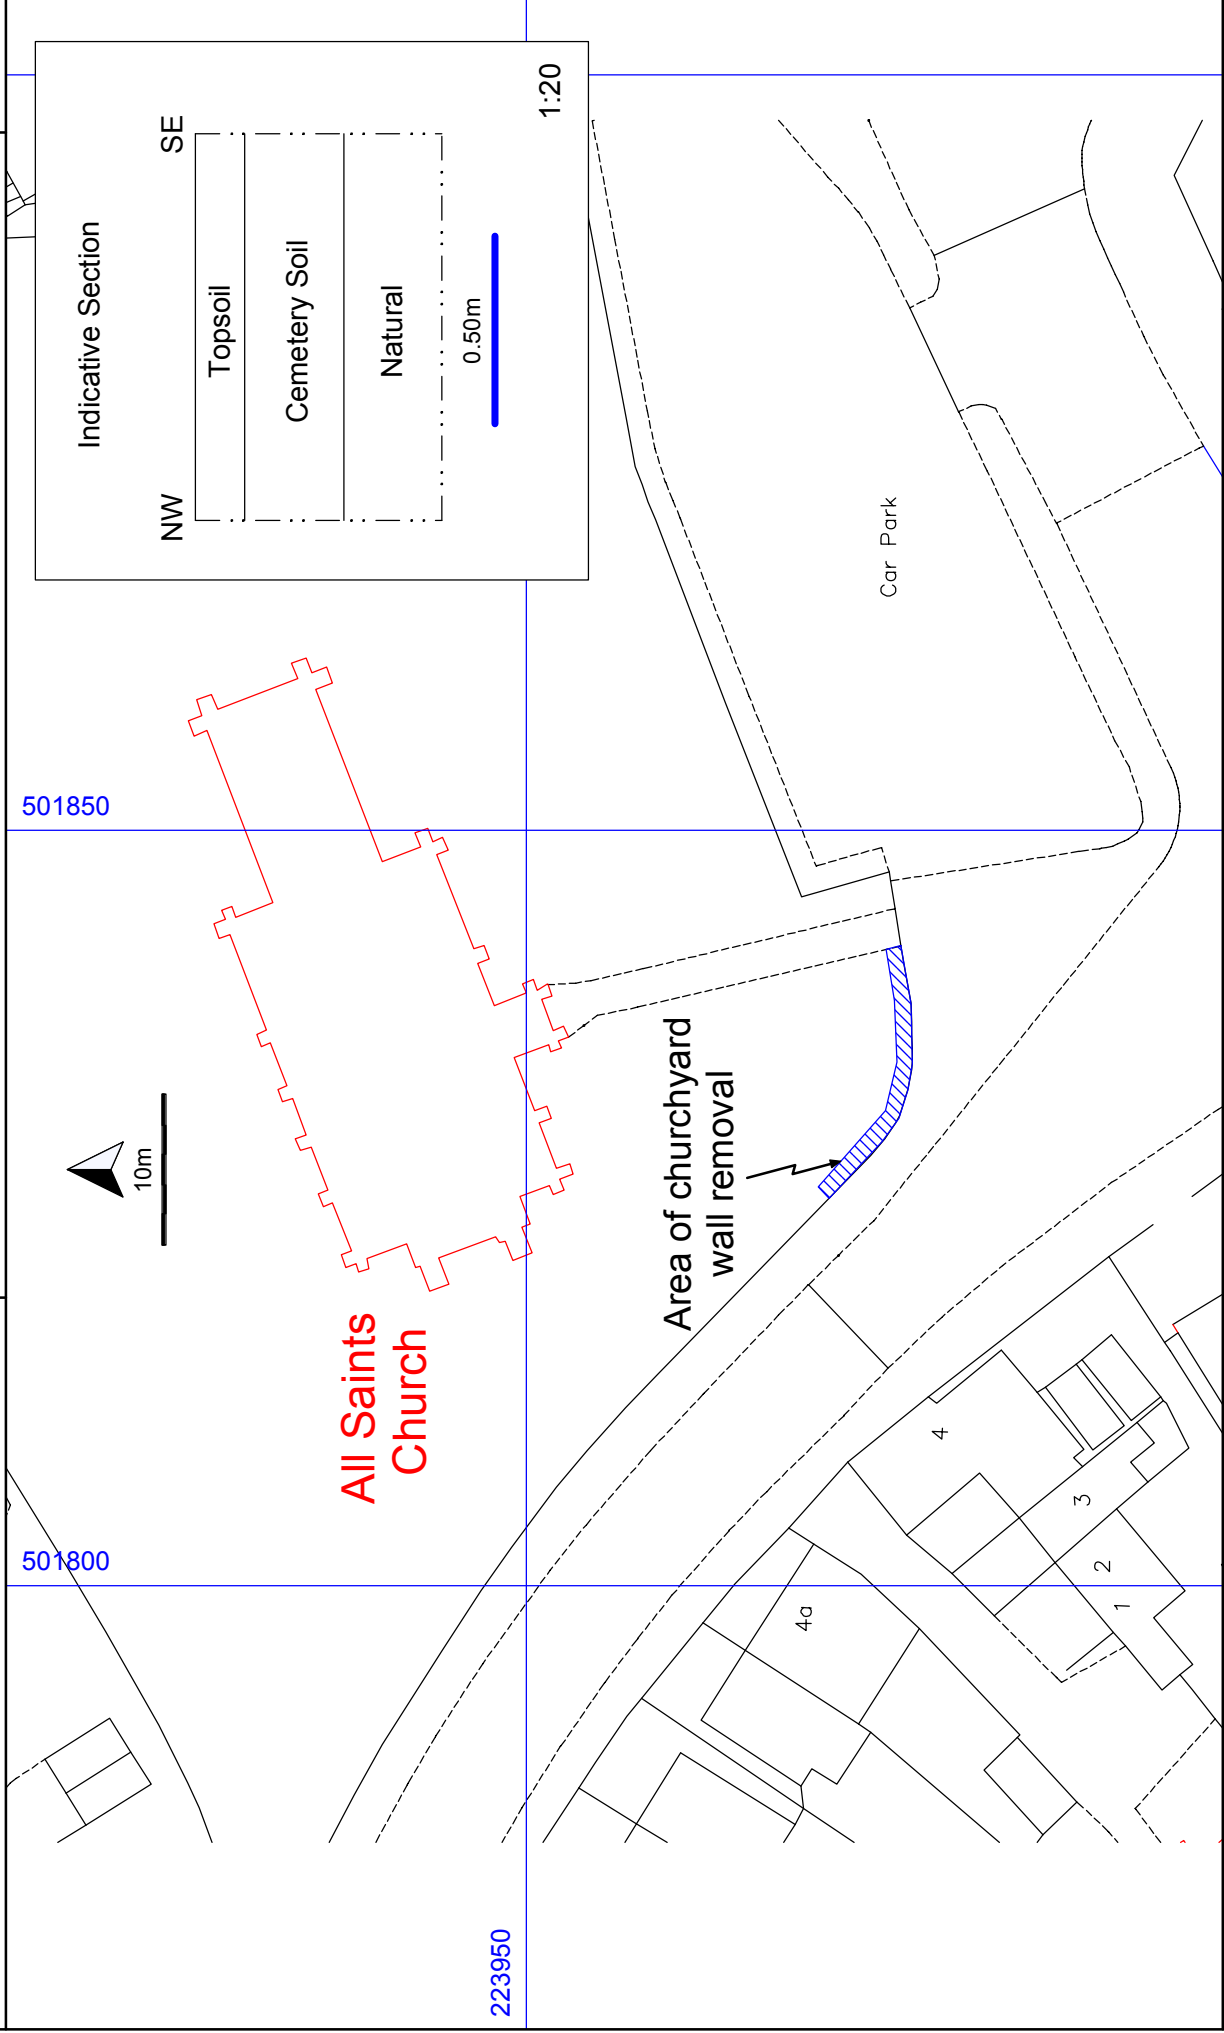 Indicative Section
NW
SE
Topsoil
Cemetery Soil
Natural
0.50m
1:20
10m
501850
501800
223950
All Saints
Church
Area of churchyard
wall removal
Car Park
4a
4
3
2
1